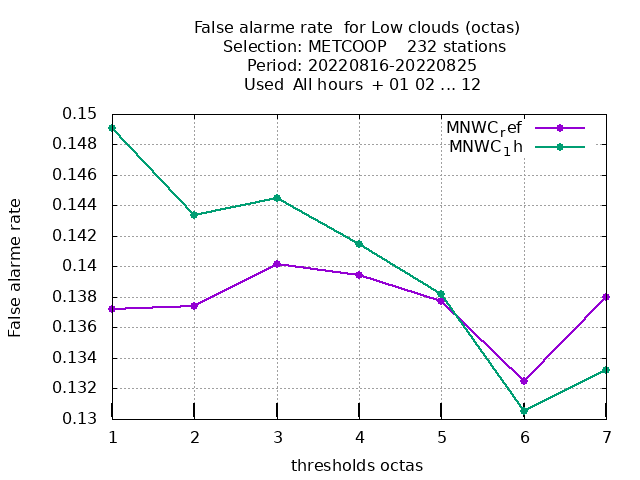 False alarme rate  for Low clouds (octas)
Selection: METCOOP    232 stations
Period: 20220816-20220825
Used  All hours  + 01 02 ... 12
0.15
0.148
0.146
0.144
0.142
0.14
0.138
0.136
0.134
0.132
0.13
False alarme rate
MNWC_ref
MNWC_1h
1 2 3 4 5 6 7
thresholds octas